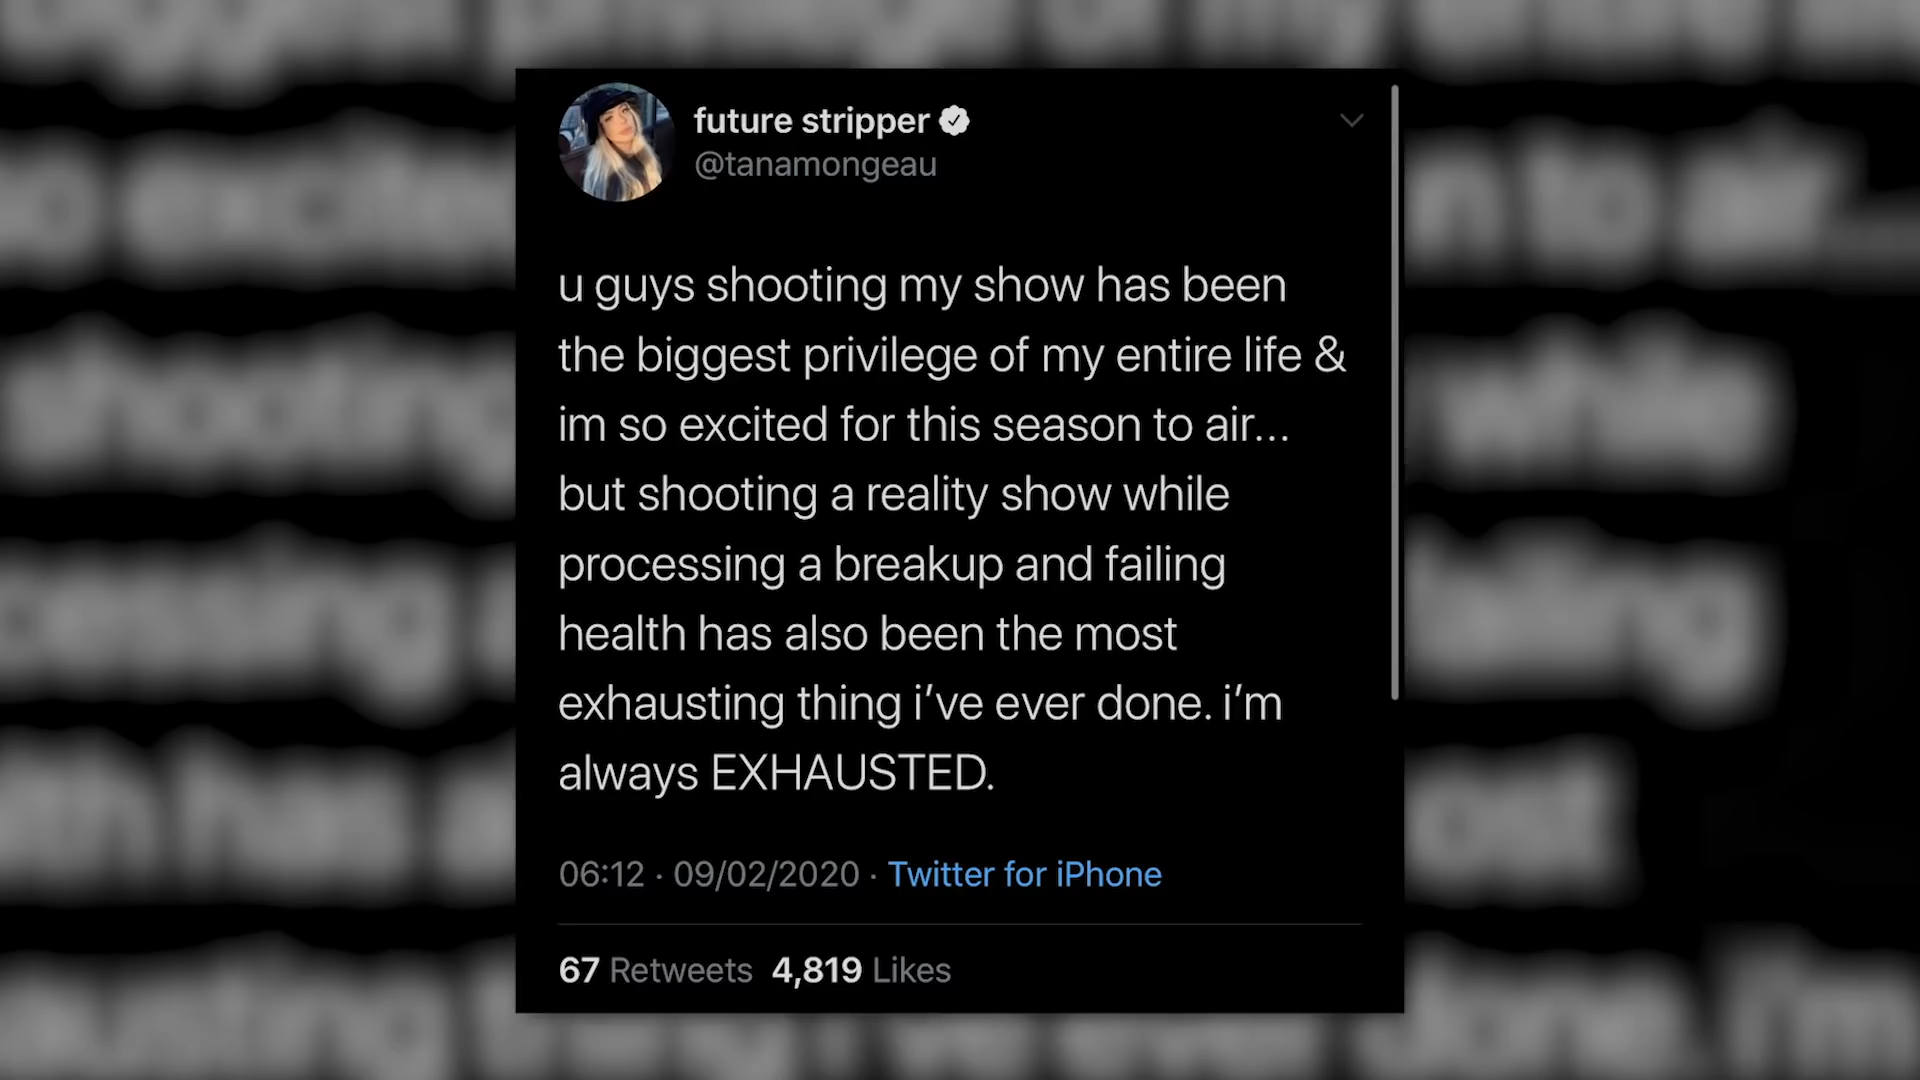 future stripper
@tanamongeau
u guys shooting my show has been
the biggest privilege of my entire life &
im so excited for this season to air...
but shooting a reality show while
processing a breakup and failing
health has also been the most
exhausting thing i've ever done. i'm
always EXHAUSTED.
06:12 · 09/02/2020 · Twitter for iPhone
67 Retweets 4,819 Likes